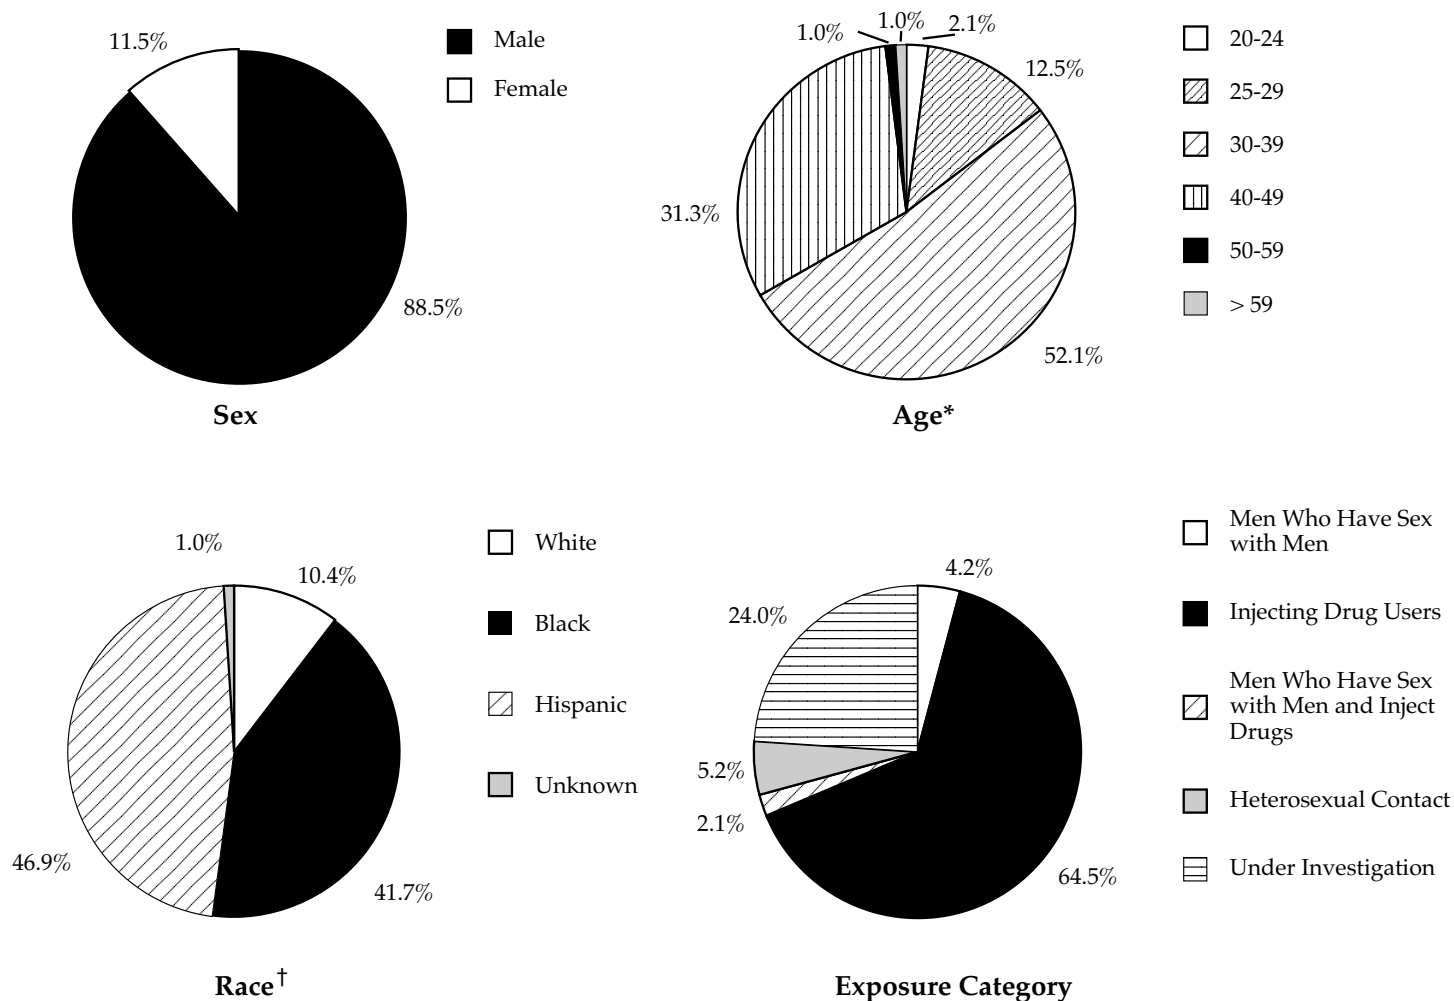 11.5%
Male
Female
88.5%
Sex
1.0%
1.0%
2.1%
12.5%
31.3%
52.1%
20-24
25-29
30-39
40-49
50-59
> 59
Age*
1.0%
10.4%
46.9%
41.7%
White
Black
Hispanic
Unknown
Race†
4.2%
24.0%
5.2%
2.1%
64.5%
Men Who Have Sex
with Men
Injecting Drug Users
Men Who Have Sex
with Men and Inject
Drugs
Heterosexual Contact
Under Investigation
Exposure Category